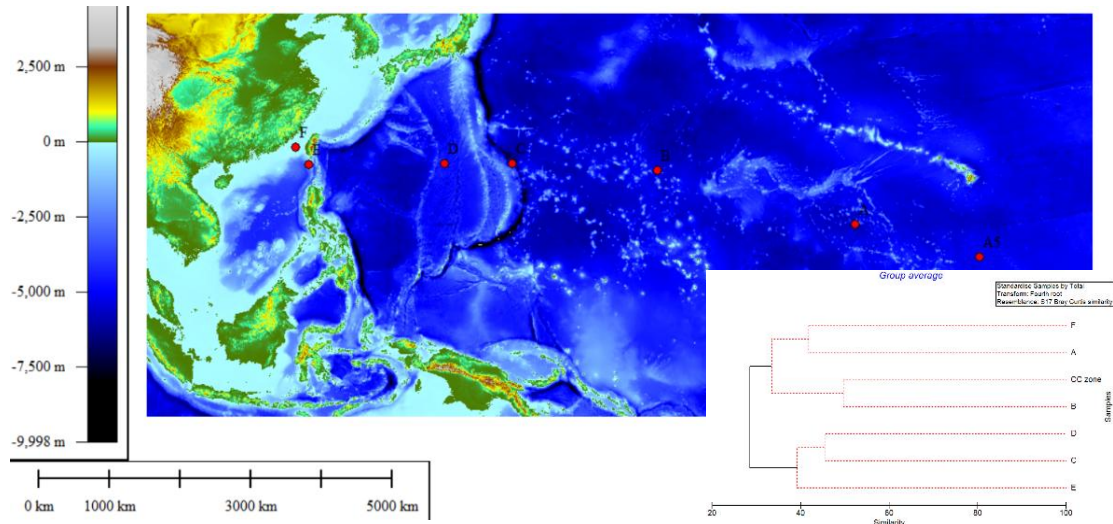 2,500 m
0 m
-2,500 m
-5,000 m
-7,500 m
-9,998 m
F
E
D
C
B
A5
0 km 1000 km 3000 km 5000 km
Group average
Standardise Samples by Total
Transform: Fourth root
Resemblance: S17 Bray Curtis similarity
F
A
CC zone
B
D
C
E
Samples
20 40 60 80 100
Similarity